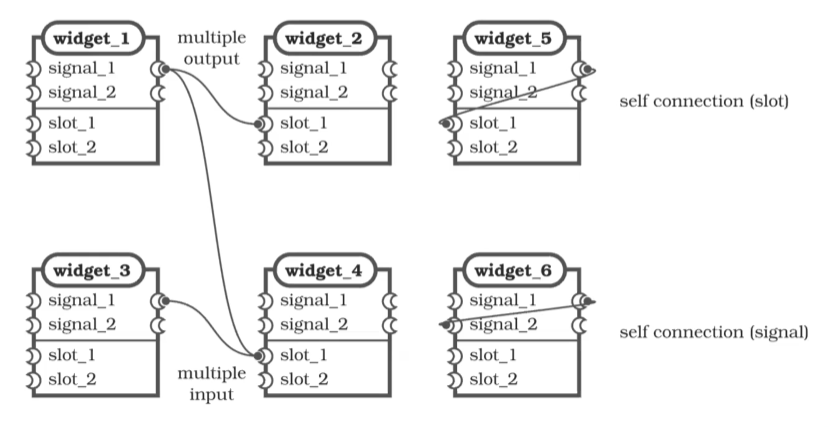 widget_1
signal_1
signal_2
slot_1
slot_2
multiple
output
widget_2
signal_1
signal_2
slot_1
slot_2
widget_5
signal_1
signal_2
slot_1
slot_2
self connection (slot)
widget_3
signal_1
signal_2
slot_1
slot_2
multiple
input
widget_4
signal_1
signal_2
slot_1
slot_2
widget_6
signal_1
signal_2
slot_1
slot_2
self connection (signal)